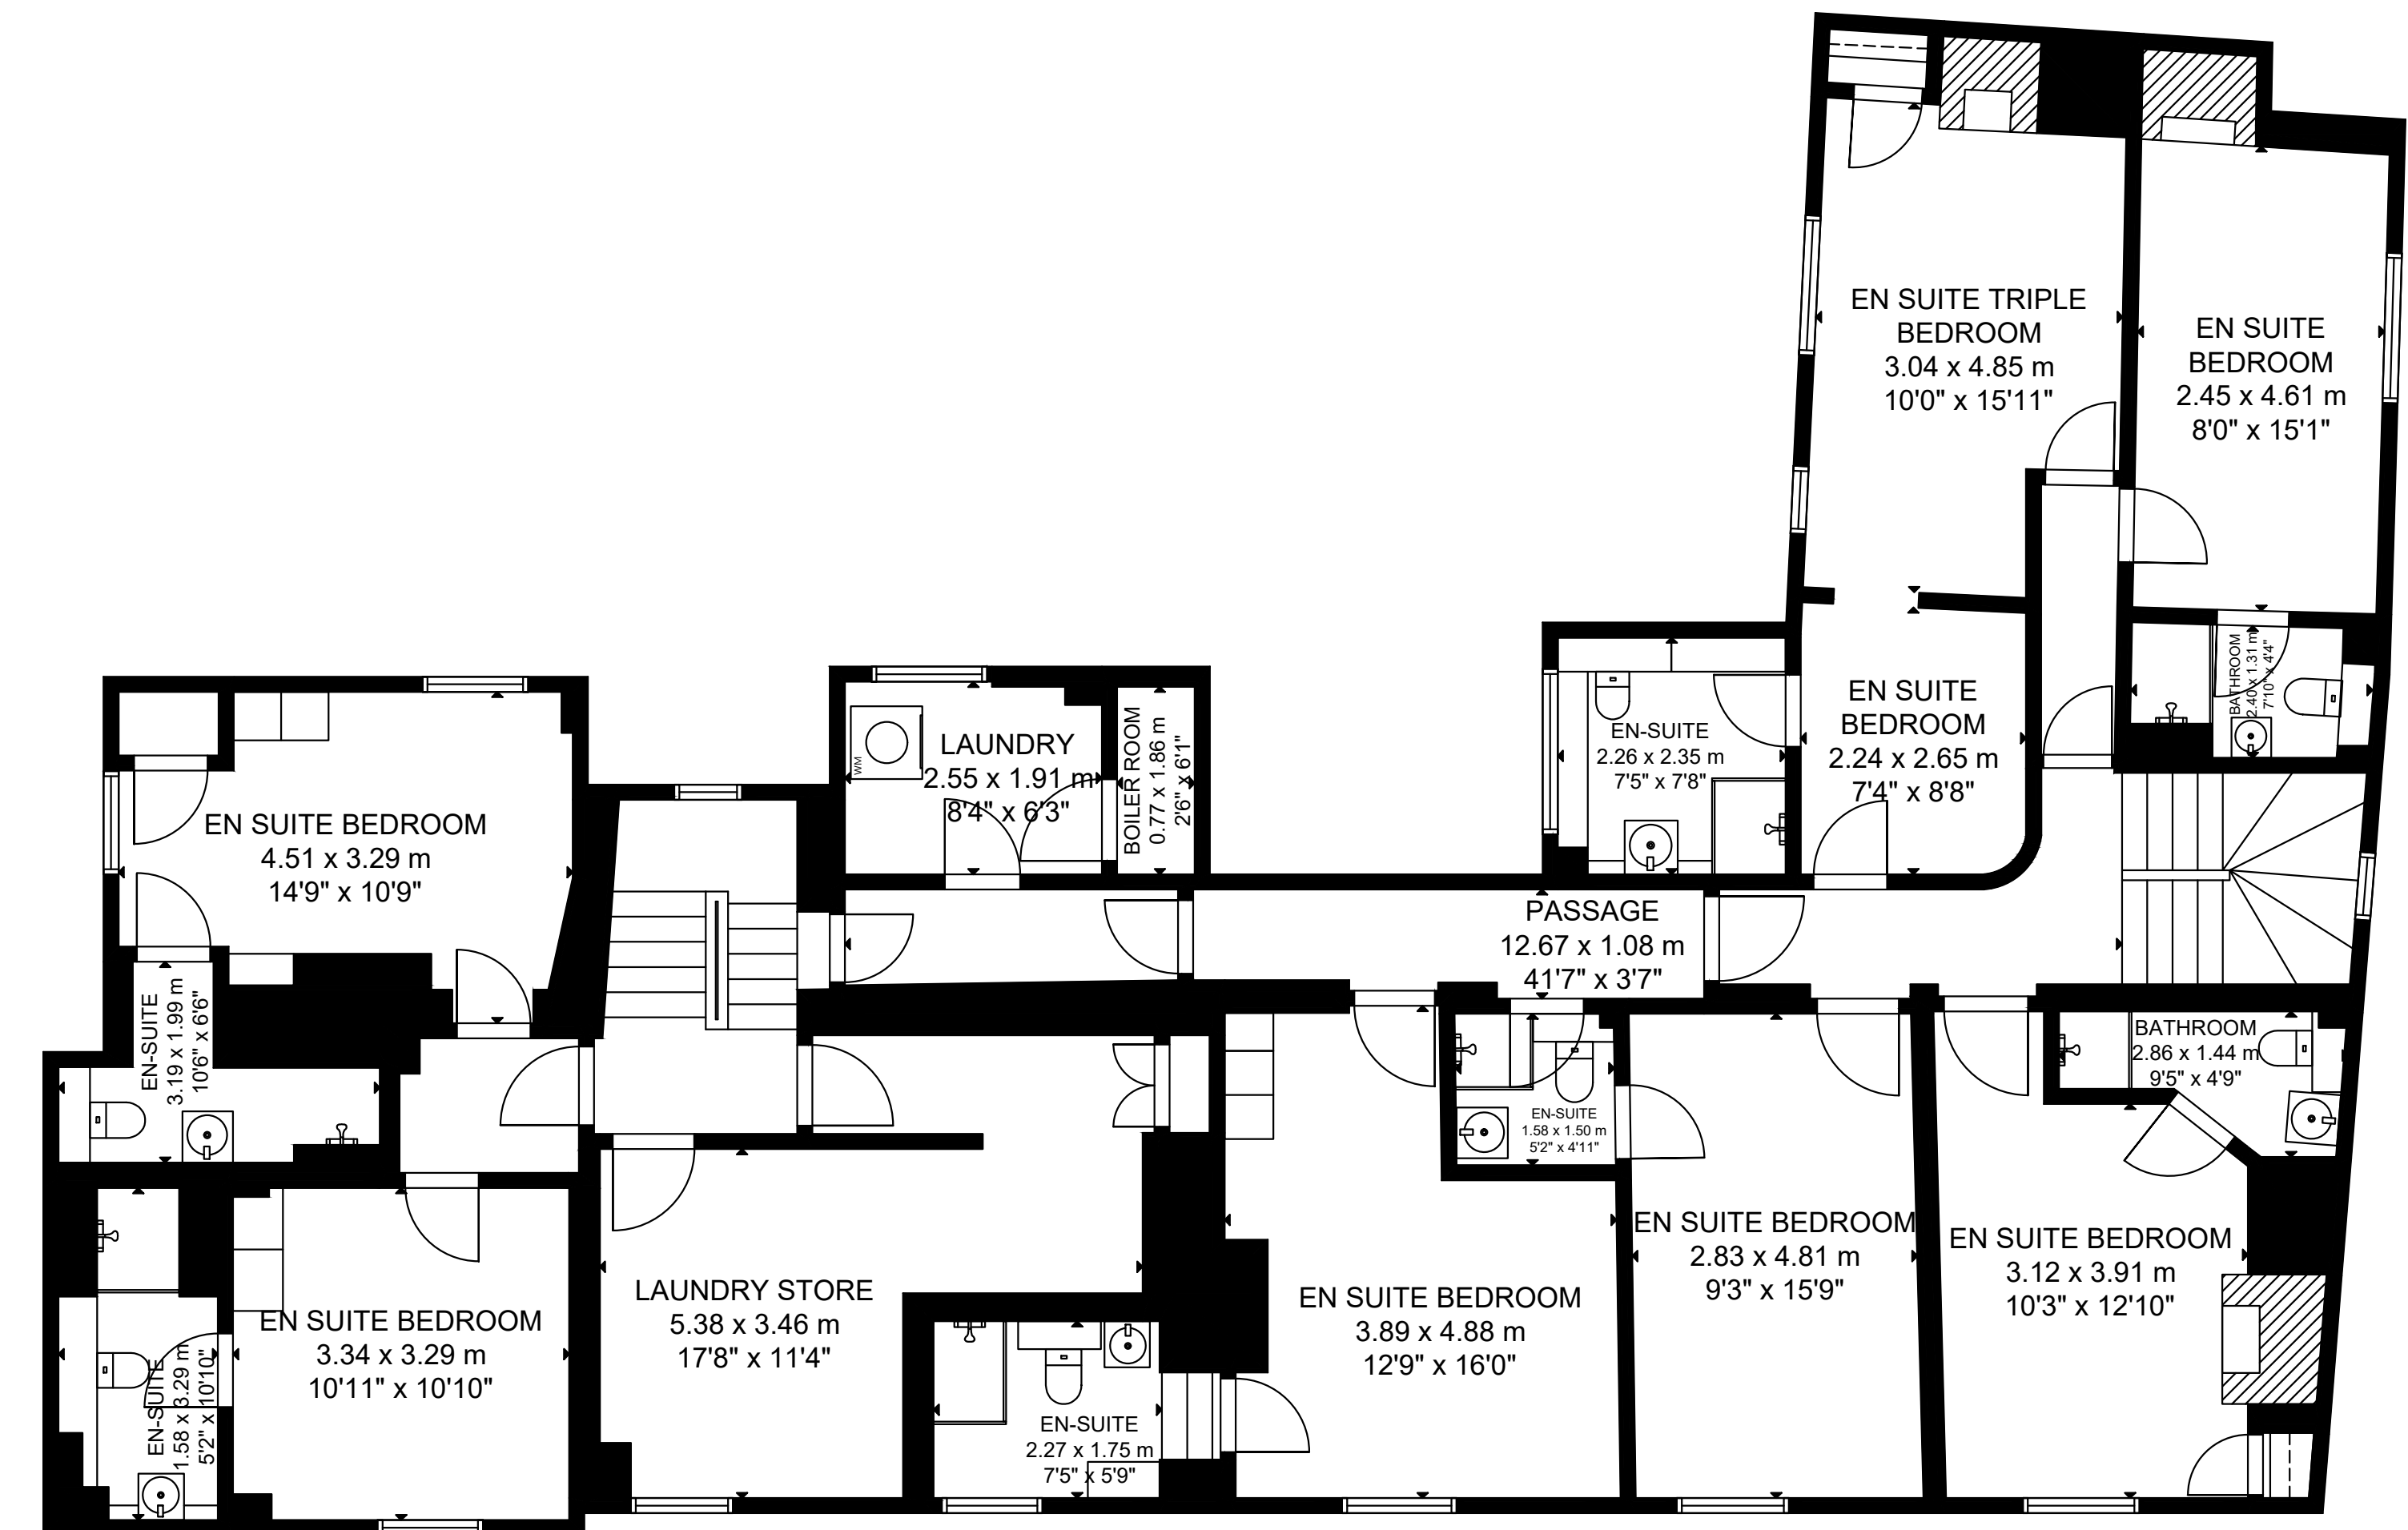 EN SUITE TRIPLE
BEDROOM
3.04 x 4.85 m
10'0" x 15'11"
EN SUITE
BEDROOM
2.45 x 4.61 m
8'0" x 15'1"
BATHROOM
2.40 x 1.31 m
7'10" x 4'4"
EN SUITE
BEDROOM
2.24 x 2.65 m
7'4" x 8'8"
EN-SUITE
2.26 x 2.35 m
7'5" x 7'8"
LAUNDRY
2.55 x 1.91 m
8'4" x 6'3"
WM
BOILER ROOM
0.77 x 1.86 m
2'6" x 6'1"
EN SUITE BEDROOM
4.51 x 3.29 m
14'9" x 10'9"
PASSAGE
12.67 x 1.08 m
41'7" x 3'7"
EN-SUITE
3.19 x 1.99 m
10'6" x 6'6"
BATHROOM
2.86 x 1.44 m
9'5" x 4'9"
EN-SUITE
1.58 x 1.50 m
5'2" x 4'11"
EN SUITE BEDROOM
2.83 x 4.81 m
9'3" x 15'9"
EN SUITE BEDROOM
3.12 x 3.91 m
10'3" x 12'10"
LAUNDRY STORE
5.38 x 3.46 m
17'8" x 11'4"
EN SUITE BEDROOM
3.89 x 4.88 m
12'9" x 16'0"
EN SUITE BEDROOM
3.34 x 3.29 m
10'11" x 10'10"
EN-SUITE
1.58 x 3.29 m
5'2" x 10'10"
EN-SUITE
2.27 x 1.75 m
7'5" x 5'9"